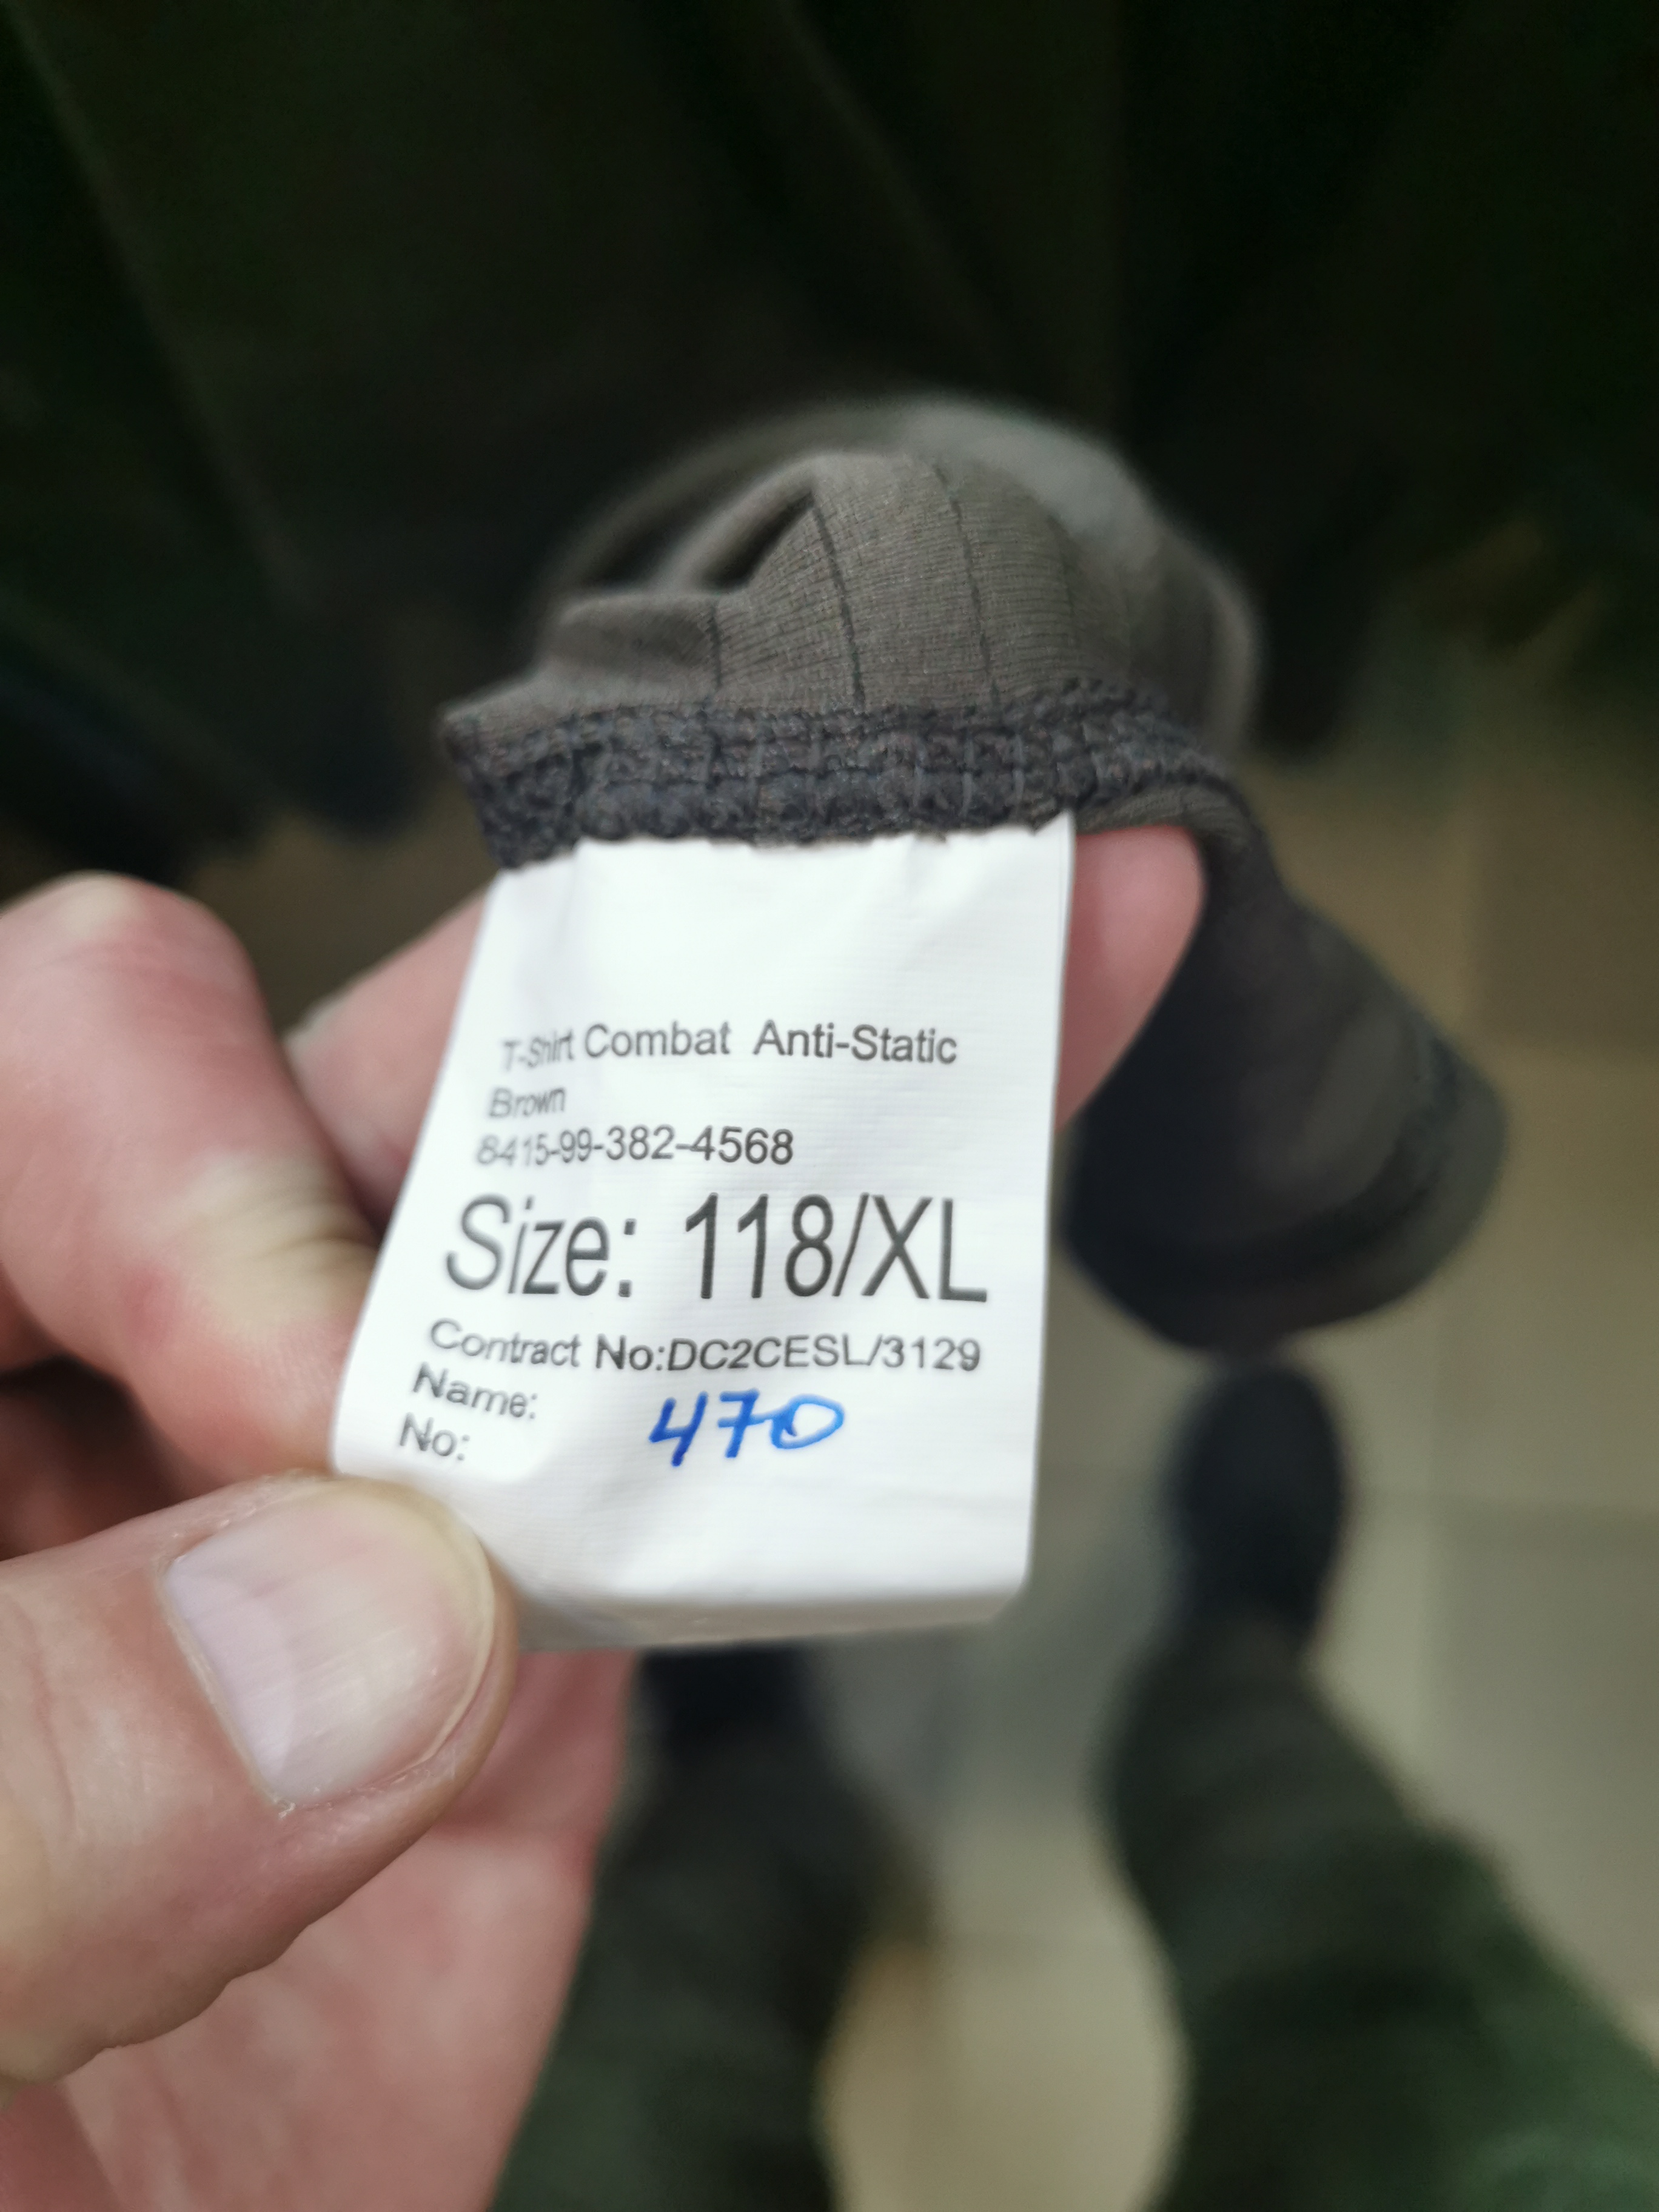 T-Shirt Combat Anti-Static
Brown
8415-99-382-4568
Size: 118/XL
Contract No:DC2CESL/3129
Name:
470
No: